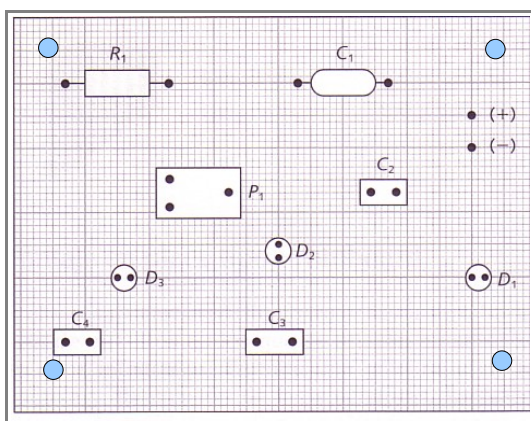 R₁
C₁
(+)
(−)
C₂
P₁
D₂
D₃
D₁
C₄
C₃